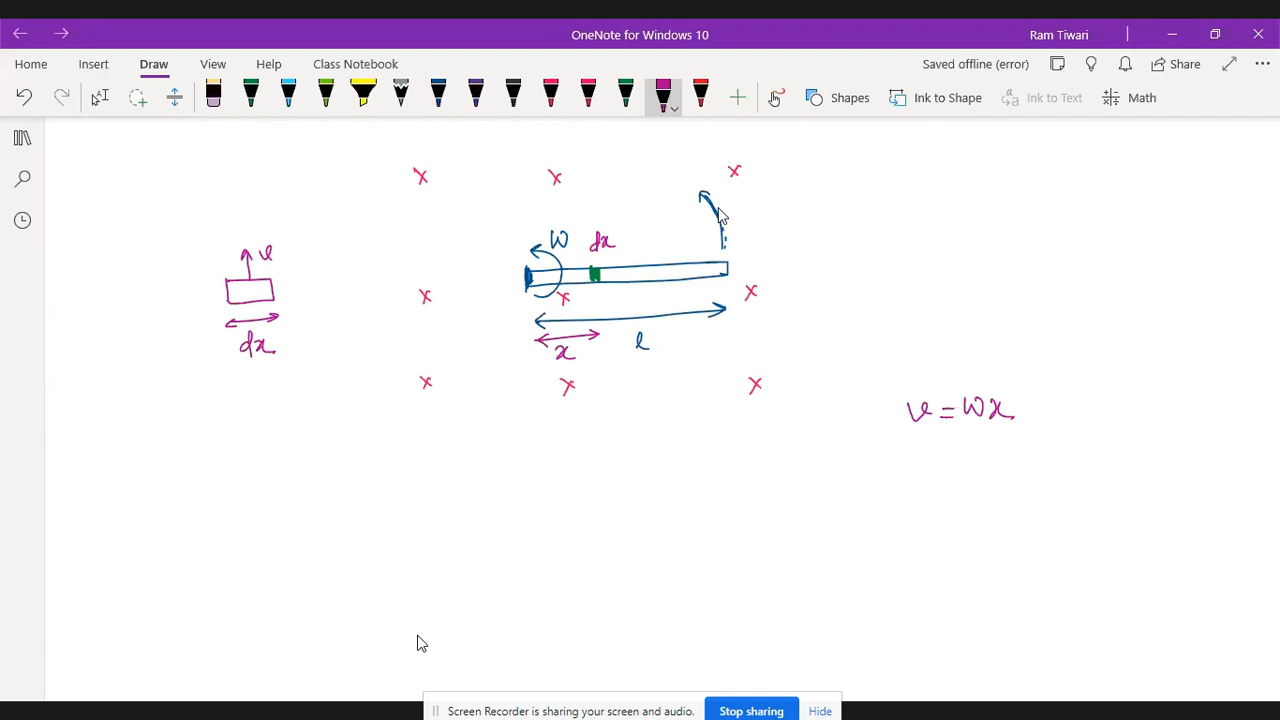 OneNote for Windows 10
Ram Tiwari
Home Insert Draw View Help Class Notebook
Saved offline (error)
Share
Shapes
Ink to Shape
Ink to Text
Math
x x x
v
ω
dx
x x x
dx
x
l
x x x
v = ωx
Screen Recorder is sharing your screen and audio.
Stop sharing
Hide